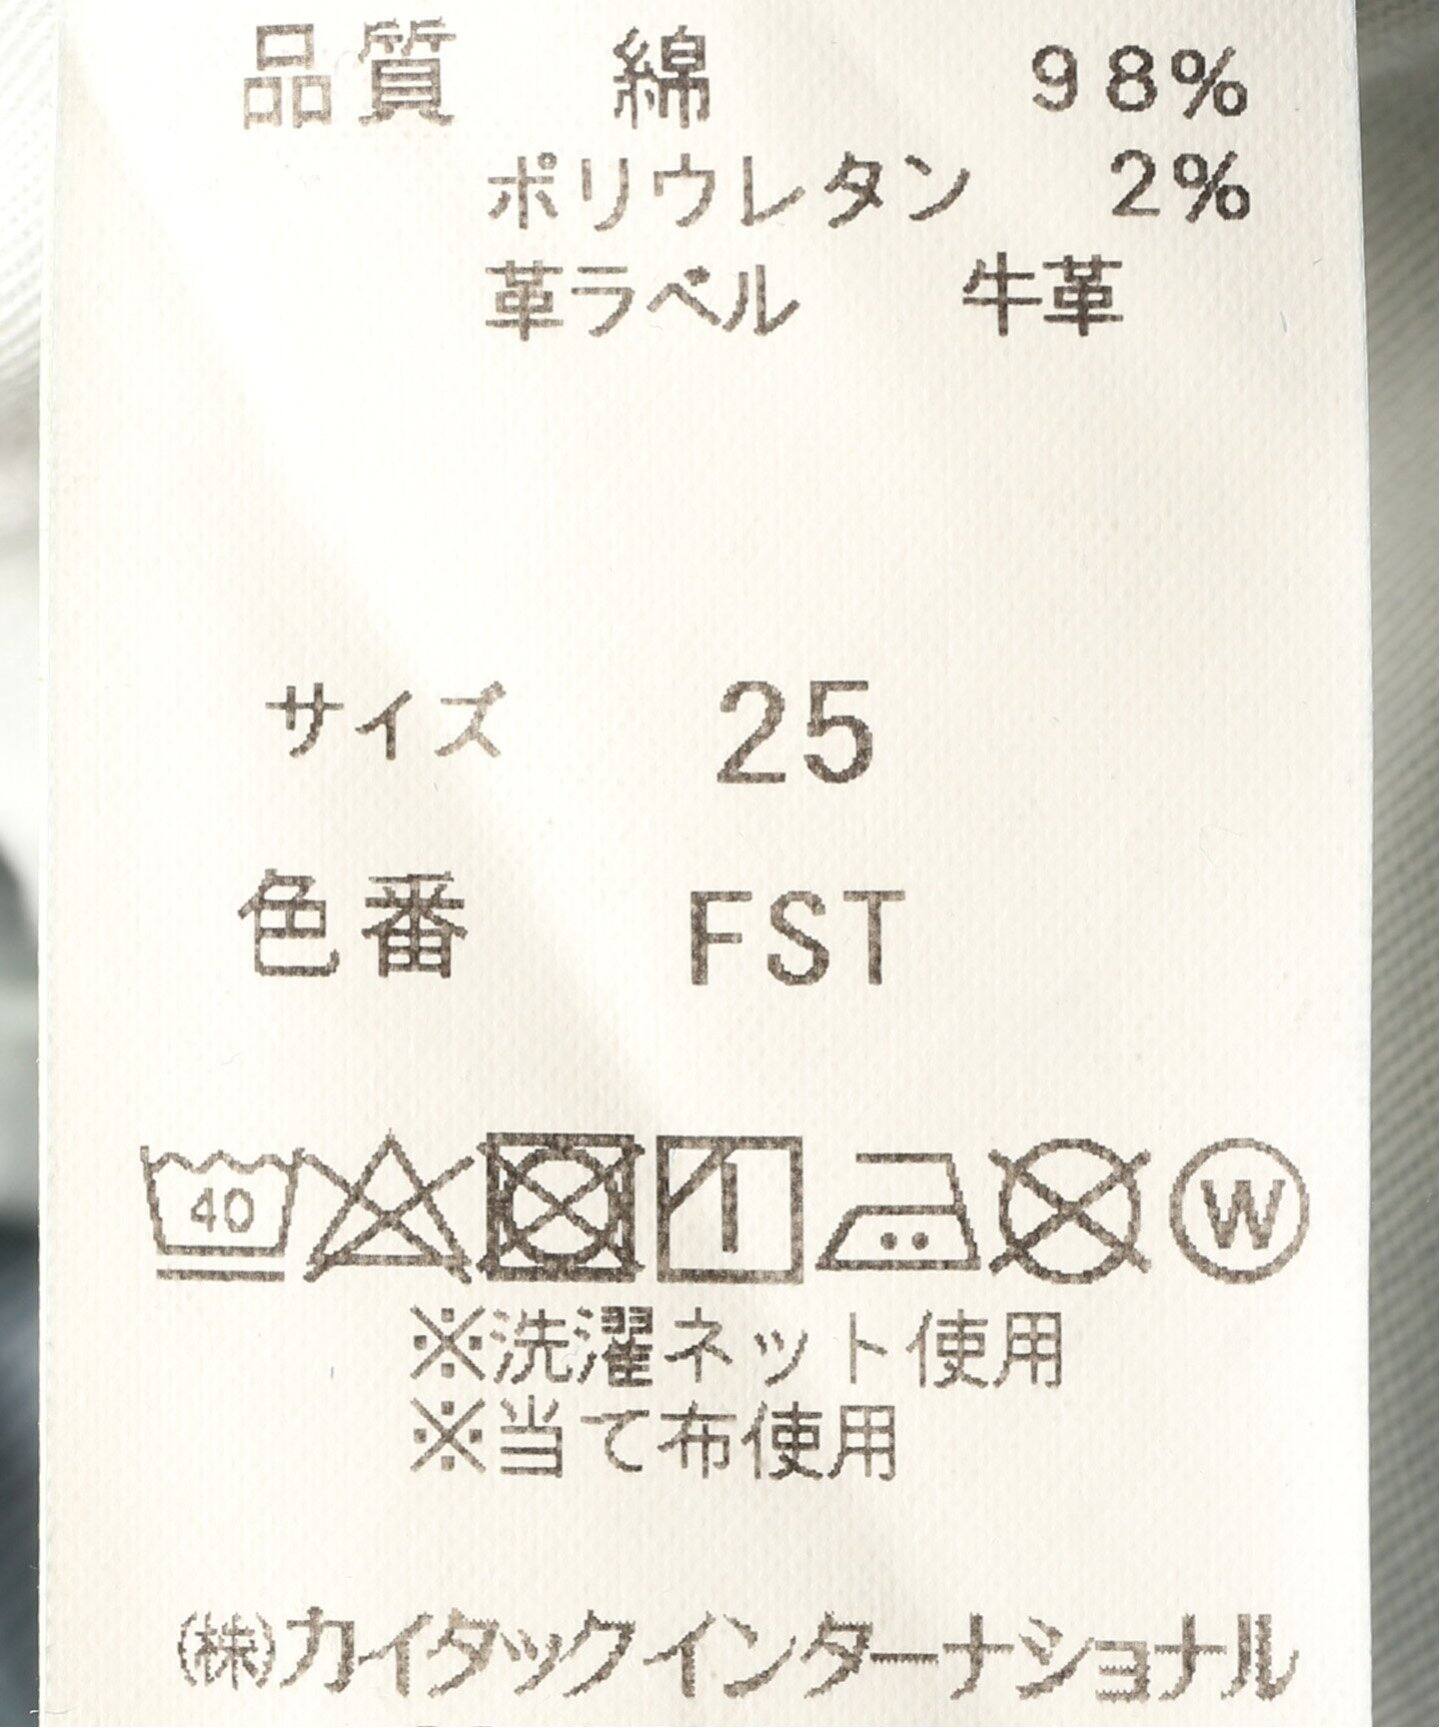 品質 綿 98%
ポリウレタン 2%
革ラベル 牛革
サイズ 25
色番 FST
40 W
※洗濯ネット使用
※当て布使用
㈱カイタックインターナショナル